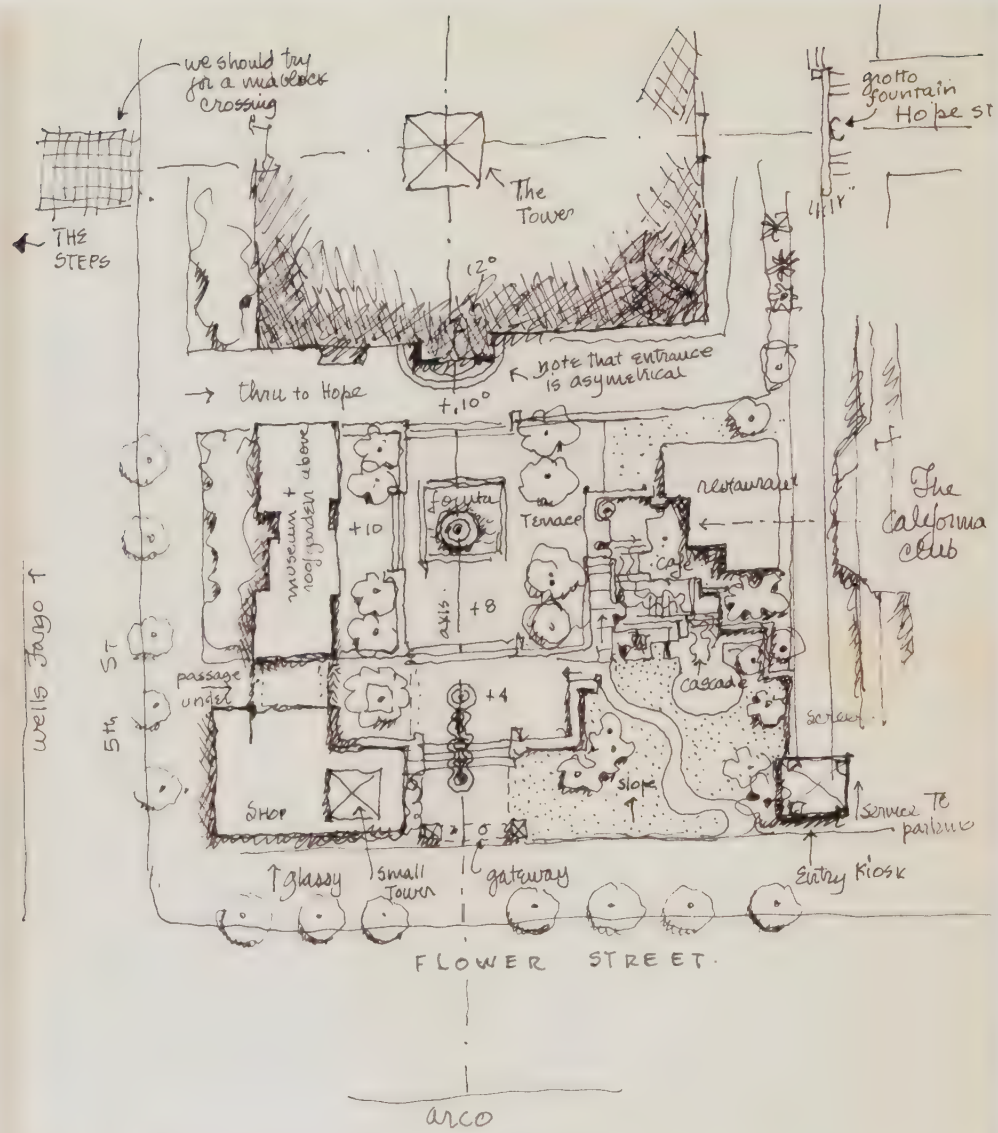 we should try
for a midblock
crossing
grotto
fountain
Hope ST
The
Tower
THE
STEPS
12°
note that entrance
is asymetrical
→ thru to Hope
+10°
museum +
roof garden above
+10
founta
Terrace
restaurant
The
California
Club
cafe
axis
+8
Wells Fargo ↑
5th ST
passage
under
+4
cascade
screen
SHOP
slope
service To
parking
↑ glassy
small
Tower
gateway
Entry Kiosk
FLOWER STREET.
arco